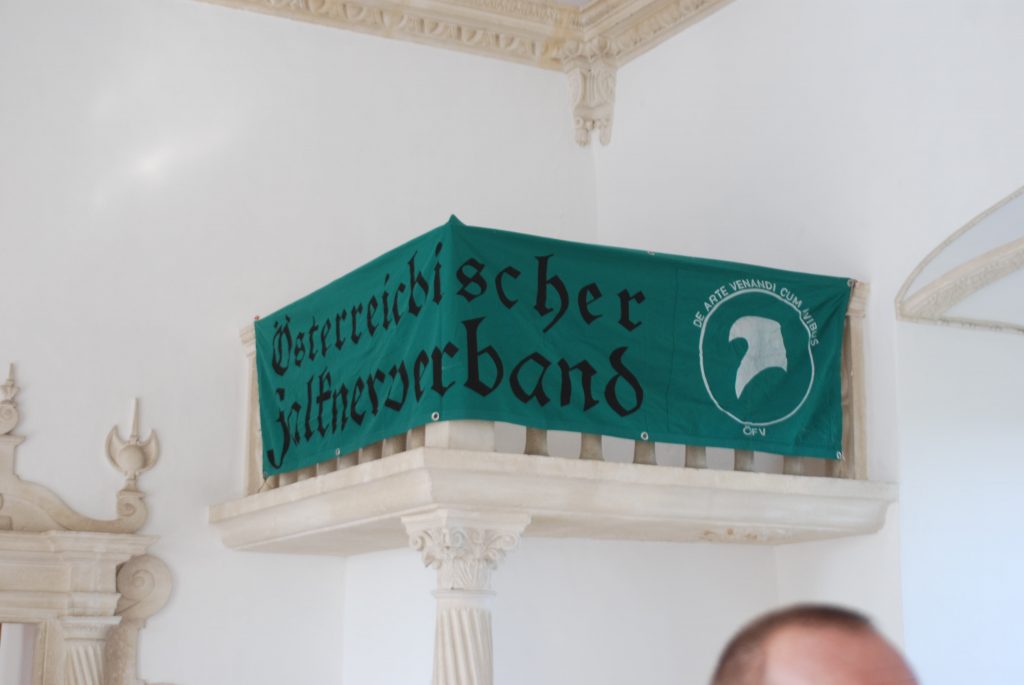 Österreichischer
Falknerverband
DE ARTE VENANDI CUM AVIBUS
ÖFV